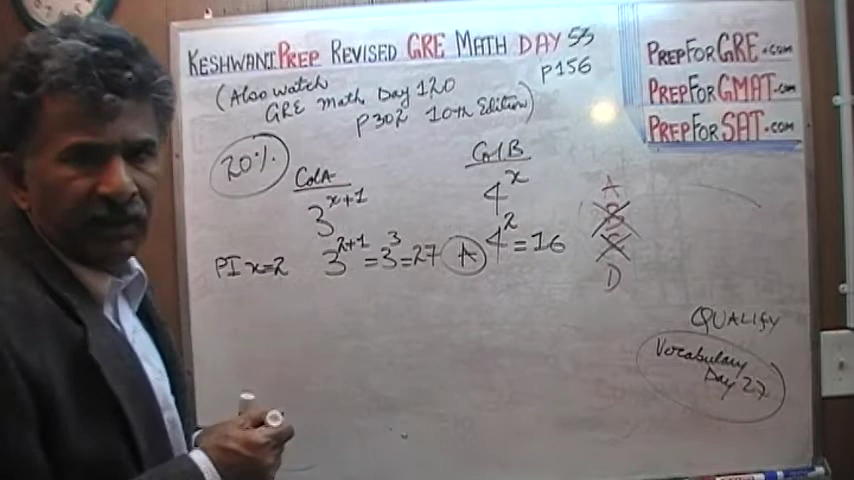 KESHWANI PREP REVISED GRE MATH DAY 53
P156
(Also watch
GRE Math Day 120
P302 10th Edition)
PREPFORGRE.com
PREPFORGMAT.com
PREPFORSAT.com
20%
Col A
Col B
3^{x+1}
4^x
PI x=2
3^{2+1}=3^3=27
A
4^2=16
A
B
C
D
QUALIFY
Vocabulary
Day 27